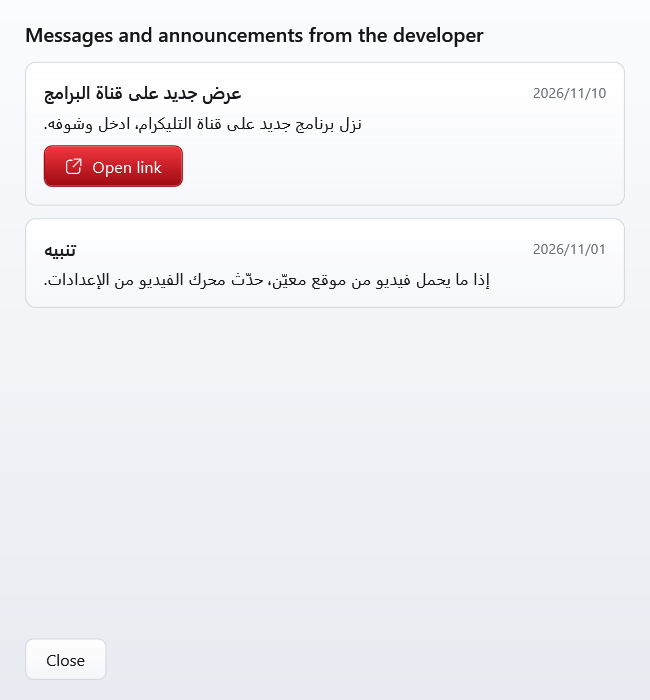 Messages and announcements from the developer
عرض جديد على قناة البرامج
2026/11/10
نزل برنامج جديد على قناة التليكرام، ادخل وشوفه.
Open link
تنبيه
2026/11/01
إذا ما يحمل فيديو من موقع معيّن، حدّث محرك الفيديو من الإعدادات.
Close